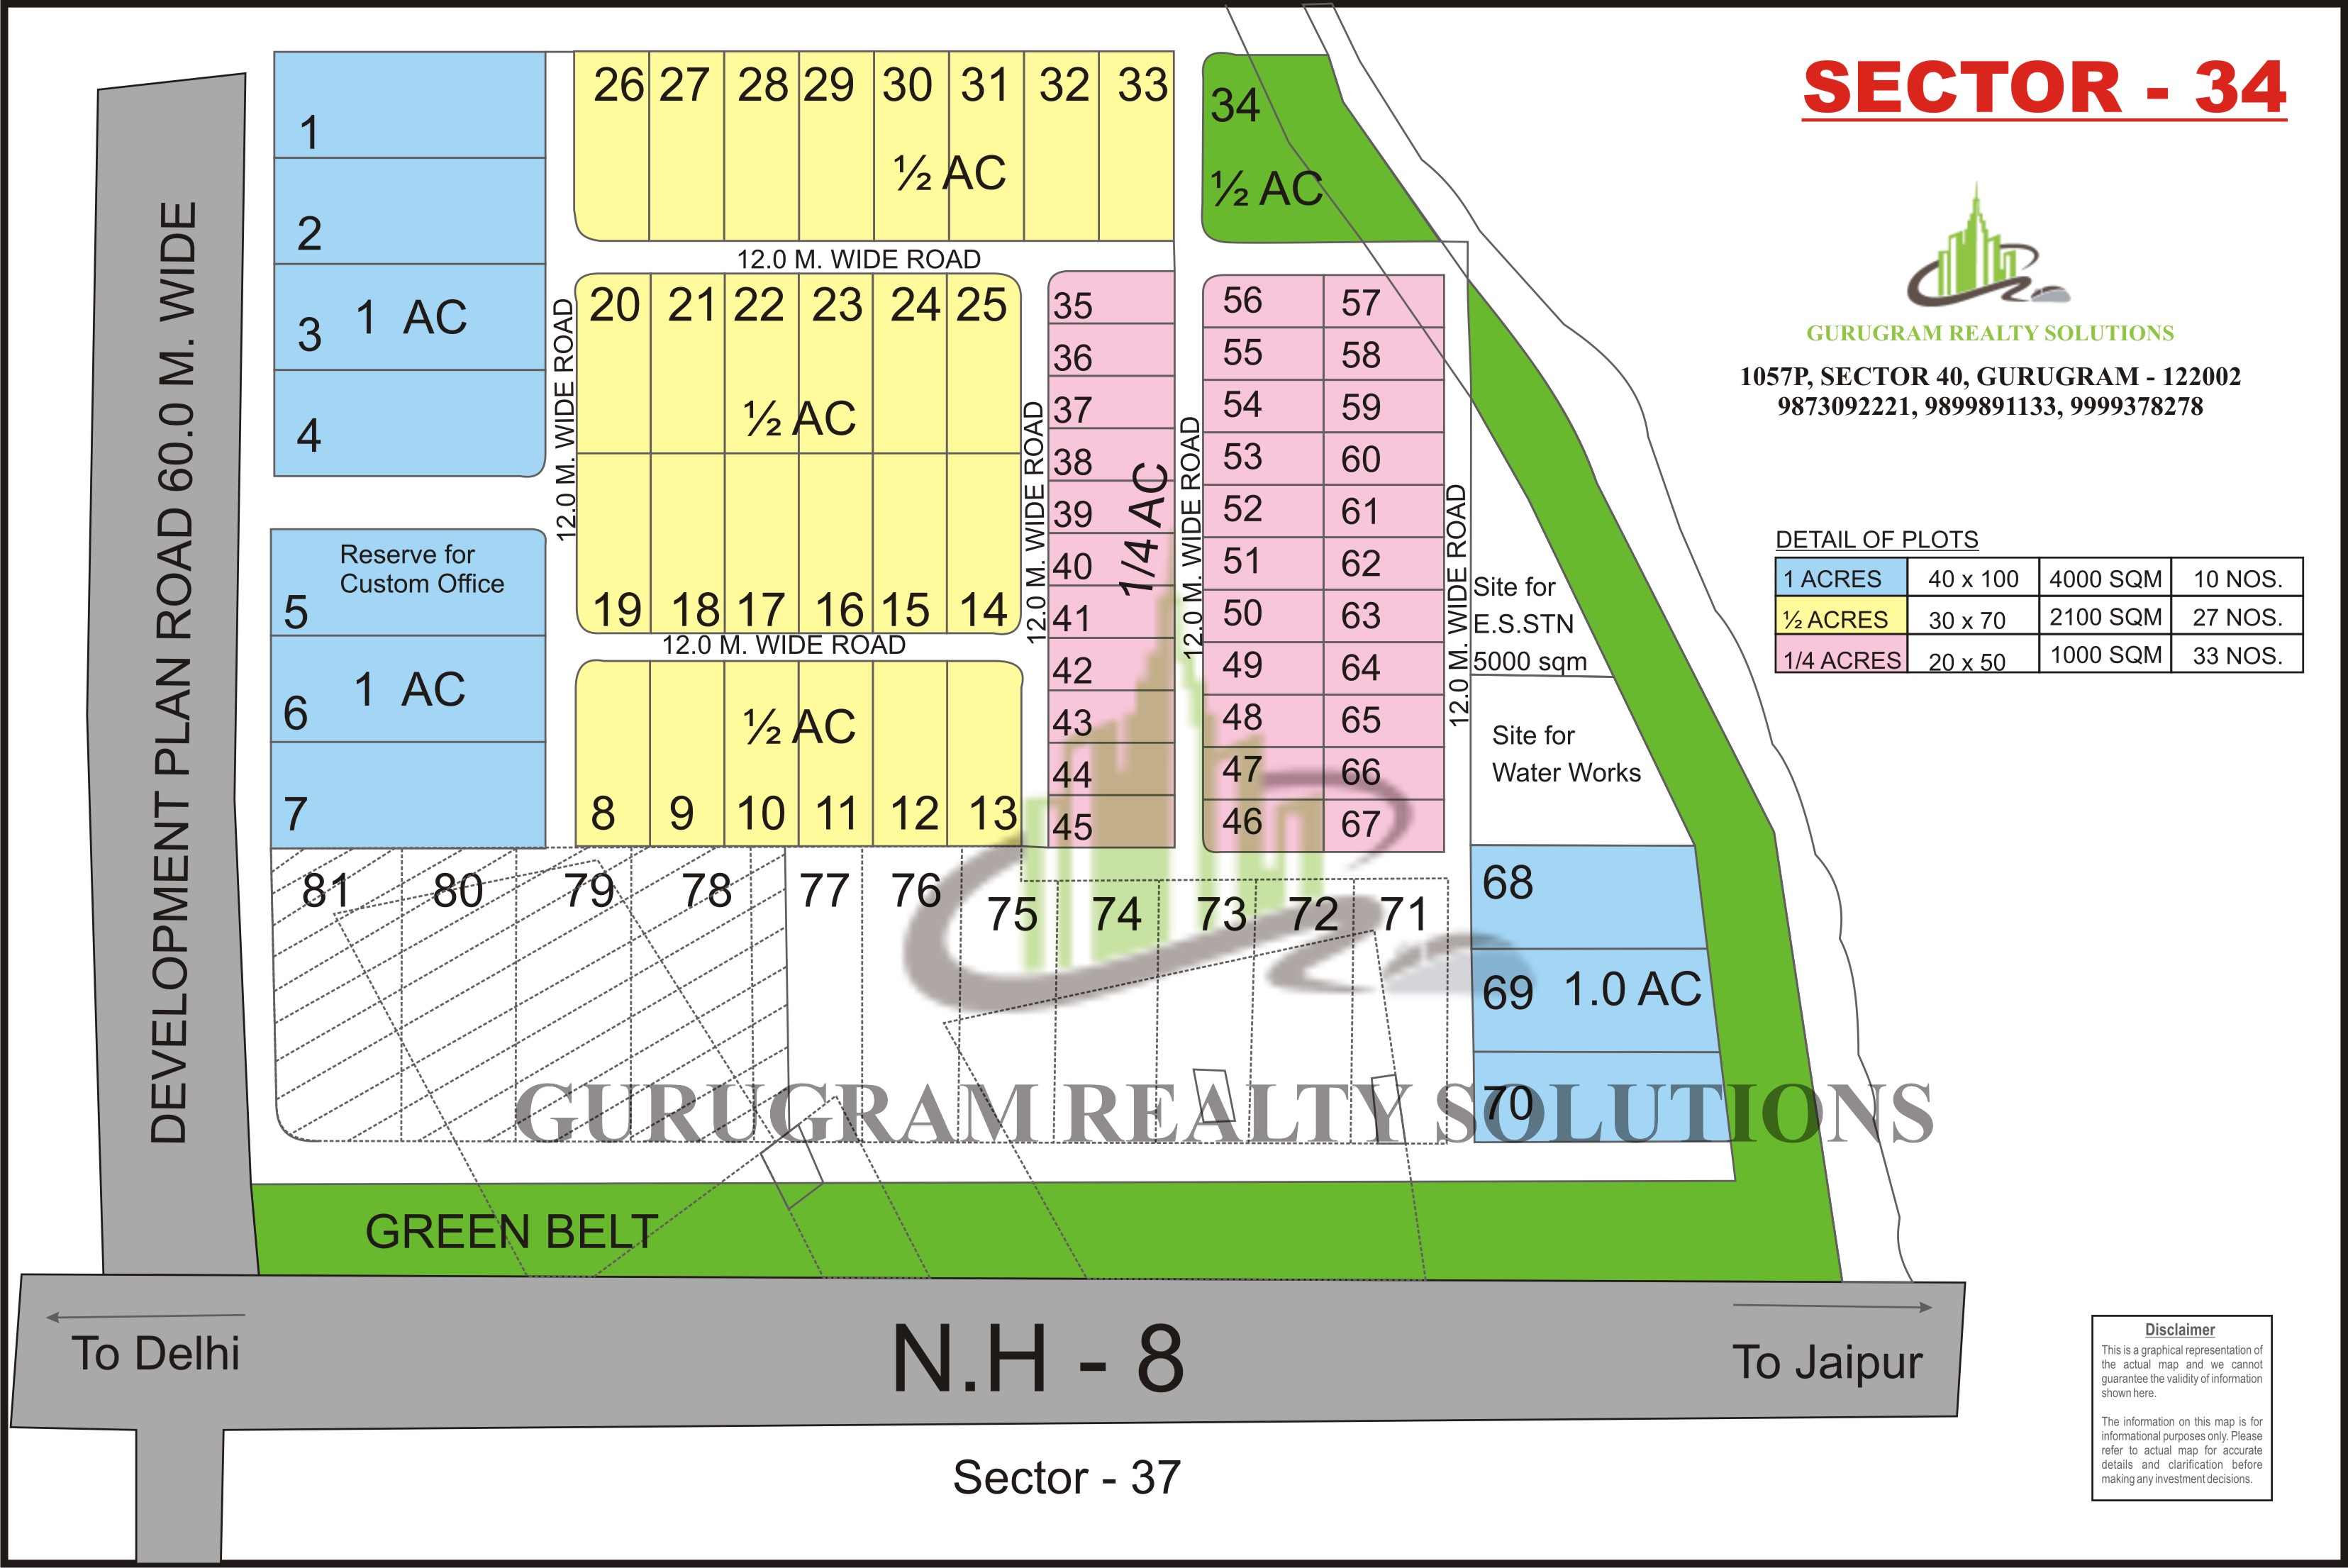 SECTOR - 34
GURUGRAM REALTY SOLUTIONS
1057P, SECTOR 40, GURUGRAM - 122002
9873092221, 9899891133, 9999378278
DETAIL OF PLOTS
1 ACRES 40 x 100 4000 SQM 10 NOS.
½ ACRES 30 x 70 2100 SQM 27 NOS.
1/4 ACRES 20 x 50 1000 SQM 33 NOS.
DEVELOPMENT PLAN ROAD 60.0 M. WIDE
1
2
3 1 AC
4
Reserve for
Custom Office
5
6 1 AC
7
26 27 28 29 30 31 32 33
½ AC
34
½ AC
12.0 M. WIDE ROAD
12.0 M. WIDE ROAD
20 21 22 23 24 25
½ AC
19 18 17 16 15 14
12.0 M. WIDE ROAD
½ AC
8 9 10 11 12 13
12.0 M. WIDE ROAD
35
36
37
38
39
40
41
42
43
44
45
1/4 AC
12.0 M. WIDE ROAD
56 57
55 58
54 59
53 60
52 61
51 62
50 63
49 64
48 65
47 66
46 67
12.0 M. WIDE ROAD
Site for
E.S.STN
5000 sqm
Site for
Water Works
68
69 1.0 AC
70
81 80 79 78 77 76 75 74 73 72 71
GURUGRAM REALTY SOLUTIONS
GREEN BELT
To Delhi
N.H - 8
To Jaipur
Sector - 37
Disclaimer
This is a graphical representation of
the actual map and we cannot
guarantee the validity of information
shown here.
The information on this map is for
informational purposes only. Please
refer to actual map for accurate
details and clarification before
making any investment decisions.